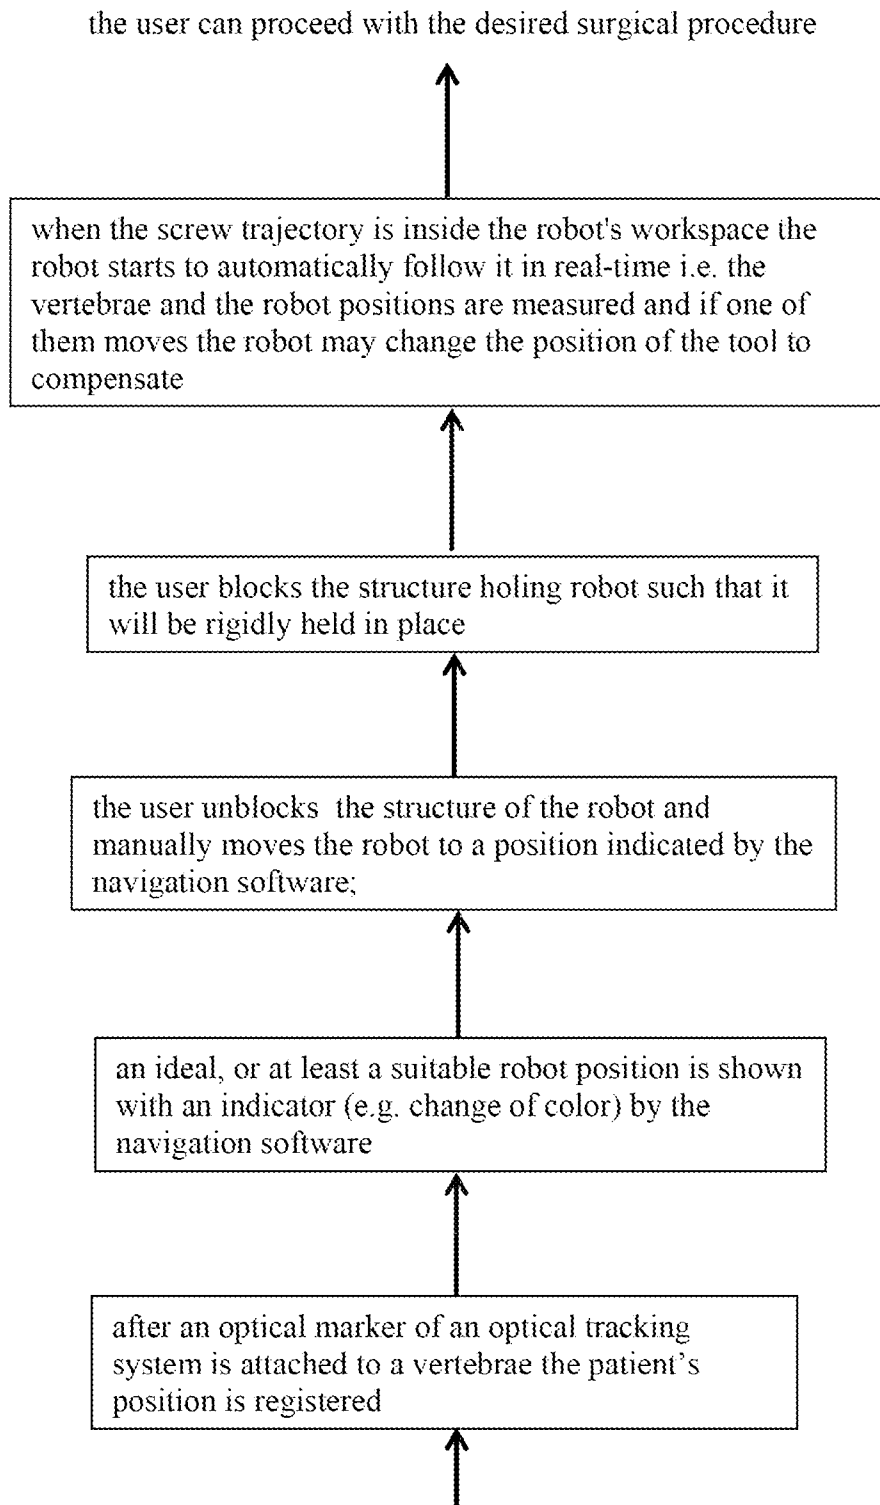 the user can proceed with the desired surgical procedure
when the screw trajectory is inside the robot's workspace the
robot starts to automatically follow it in real-time i.e. the
vertebrae and the robot positions are measured and if one of
them moves the robot may change the position of the tool to
compensate
the user blocks the structure holing robot such that it
will be rigidly held in place
the user unblocks the structure of the robot and
manually moves the robot to a position indicated by the
navigation software;
an ideal, or at least a suitable robot position is shown
with an indicator (e.g. change of color) by the
navigation software
after an optical marker of an optical tracking
system is attached to a vertebrae the patient’s
position is registered